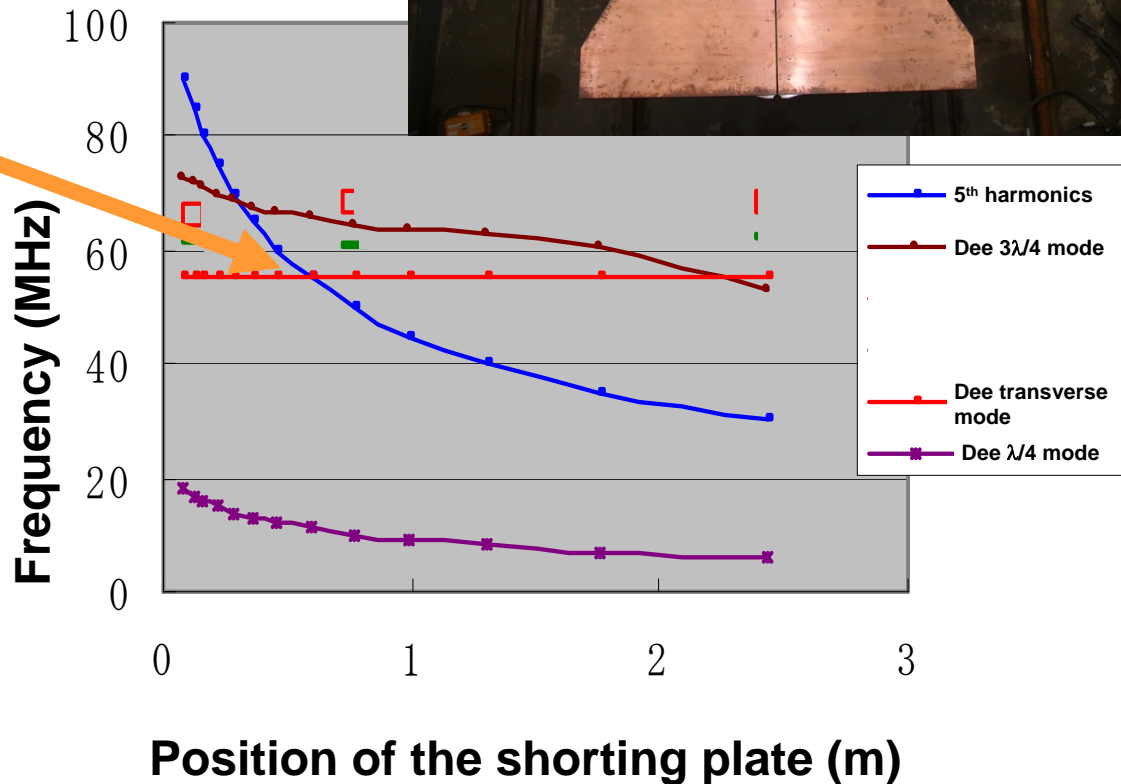 100
80
60
40
20
0
Frequency (MHz)
0 1 2 3
Position of the shorting plate (m)
5th harmonics
Dee 3λ/4 mode
Dee transverse
mode
Dee λ/4 mode